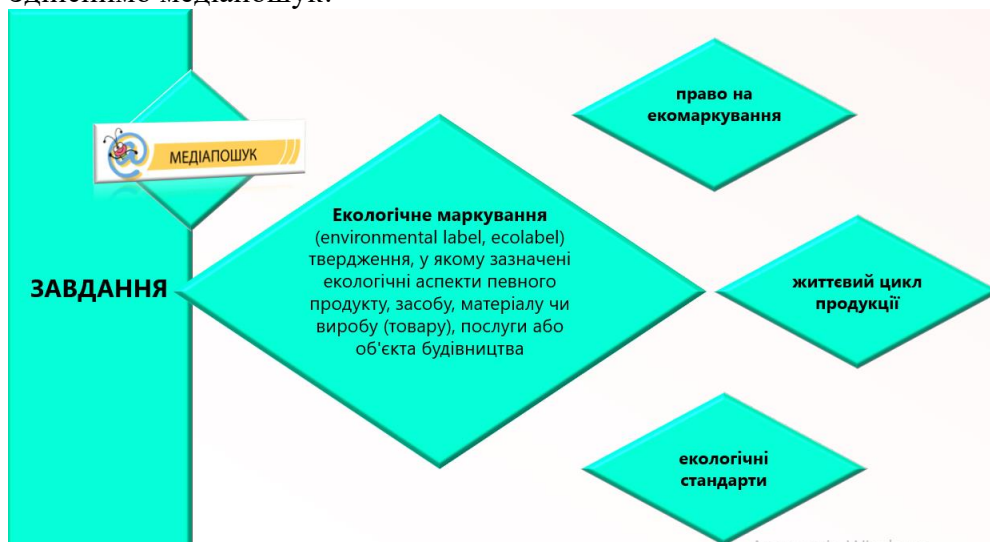 МЕДІАПОШУК
ЗАВДАННЯ
Екологічне маркування
(environmental label, ecolabel)
твердження, у якому зазначені
екологічні аспекти певного
продукту, засобу, матеріалу чи
виробу (товару), послуги або
об'єкта будівництва
право на
екомаркування
життєвий цикл
продукції
екологічні
стандарти